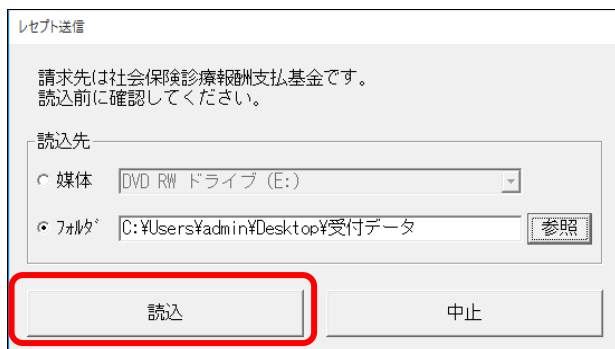 レセプト送信
請求先は社会保険診療報酬支払基金です。
読込前に確認してください。
読込先
媒体 DVD RW ドライブ (E:)
フォルダ C:¥Users¥admin¥Desktop¥受付データ 参照
読込 中止